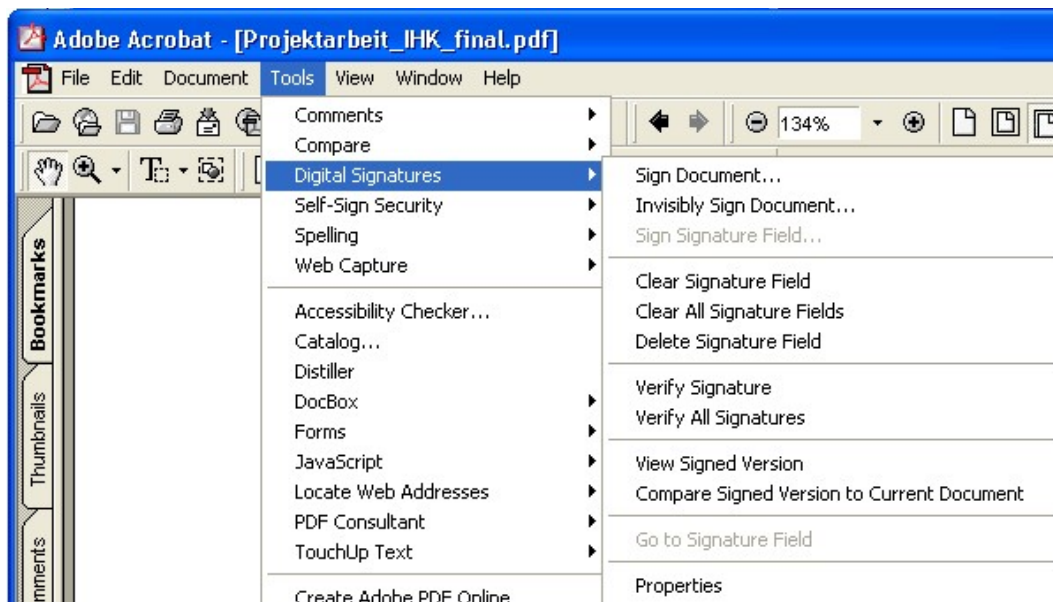 Adobe Acrobat - [Projektarbeit_IHK_final.pdf]
File Edit Document Tools View Window Help
134%
Comments
Compare
Digital Signatures
Self-Sign Security
Spelling
Web Capture
Accessibility Checker...
Catalog...
Distiller
DocBox
Forms
JavaScript
Locate Web Addresses
PDF Consultant
TouchUp Text
Create Adobe PDF Online
Sign Document...
Invisibly Sign Document...
Sign Signature Field...
Clear Signature Field
Clear All Signature Fields
Delete Signature Field
Verify Signature
Verify All Signatures
View Signed Version
Compare Signed Version to Current Document
Go to Signature Field
Properties
Bookmarks
Thumbnails